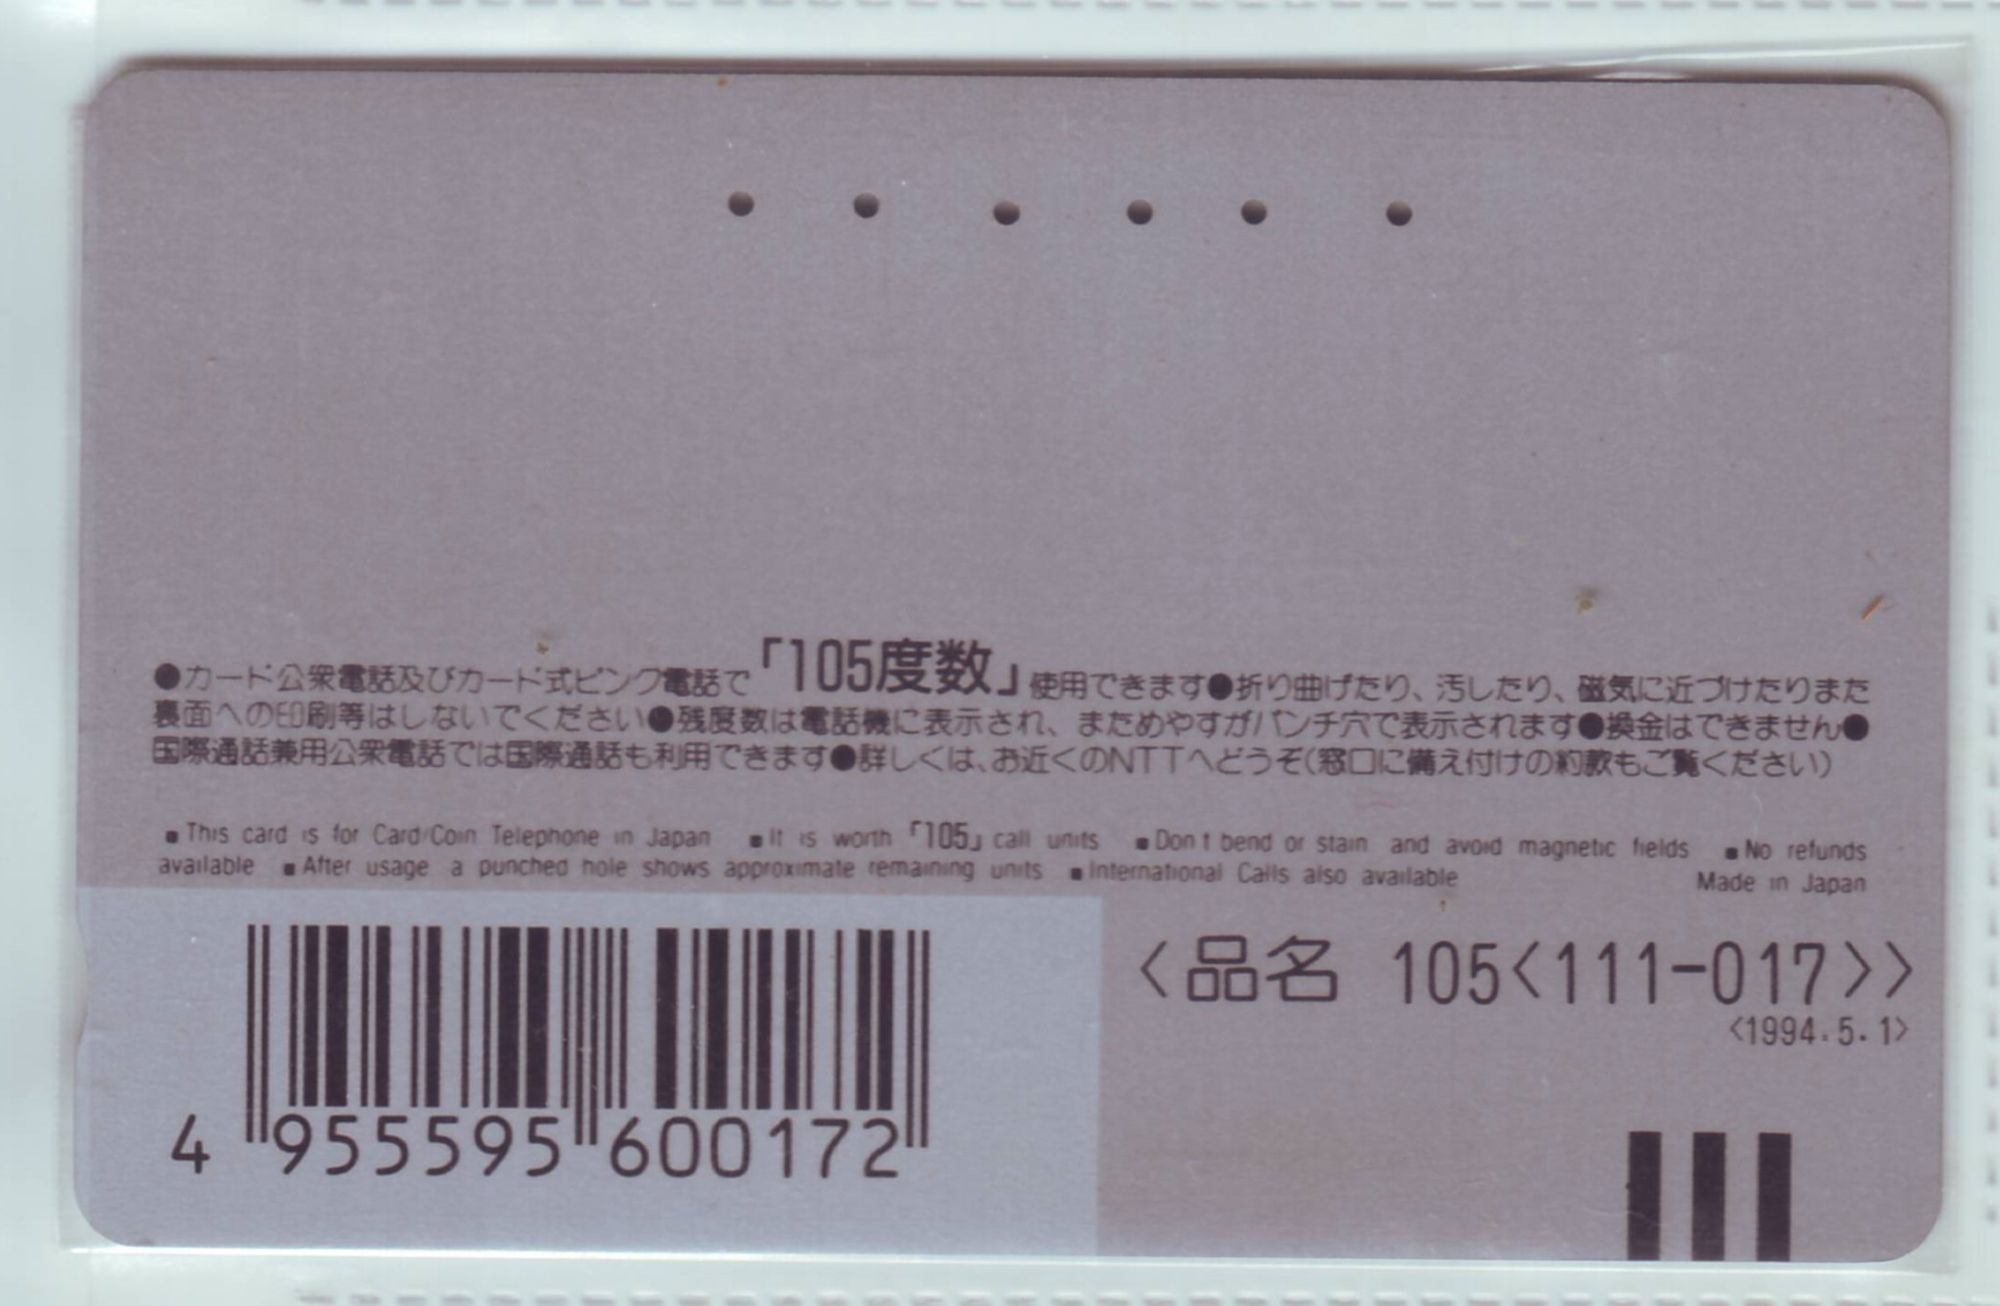 ●カード公衆電話及びカード式ピンク電話で「105度数」使用できます●折り曲げたり、汚したり、磁気に近づけたりまた
裏面への印刷等はしないでください●残度数は電話機に表示され、まためやすがパンチ穴で表示されます●換金はできません●
国際通話兼用公衆電話では国際通話も利用できます●詳しくは、お近くのNTTへどうぞ(窓口に備え付けの約款もご覧ください)
■This card is for Card/Coin Telephone in Japan ■It is worth「105」call units ■Don't bend or stain and avoid magnetic fields ■No refunds
available ■After usage a punched hole shows approximate remaining units ■International Calls also available Made in Japan
<品名 105<111-017>>
<1994.5.1>
4 955595 600172